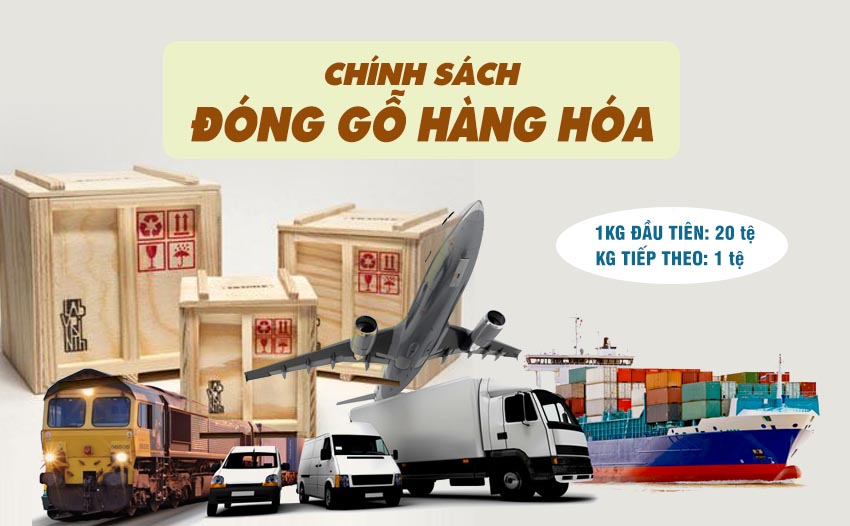 CHÍNH SÁCH
ĐÓNG GỖ HÀNG HÓA
1KG ĐẦU TIÊN: 20 tệ
KG TIẾP THEO: 1 tệ